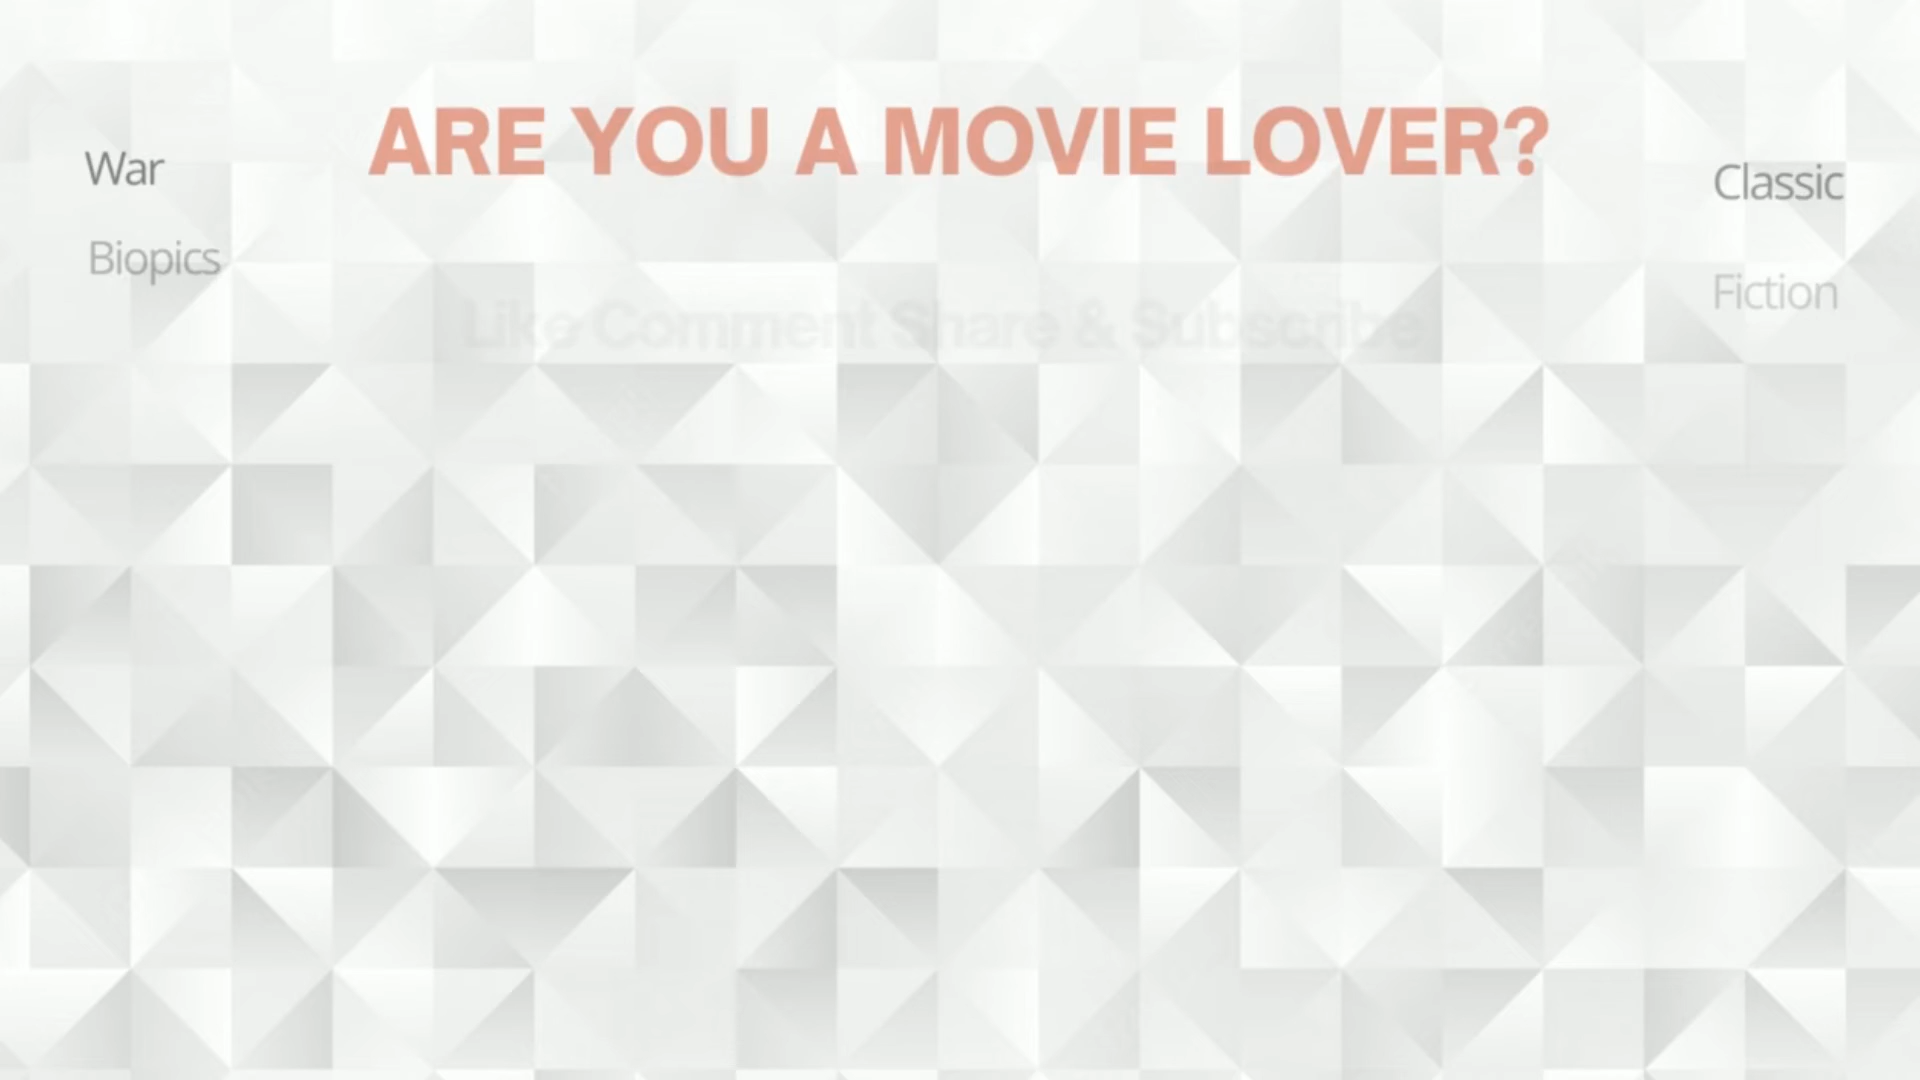 ARE YOU A MOVIE LOVER?
War
Classic
Biopics
Fiction
Like Comment Share & Subscribe